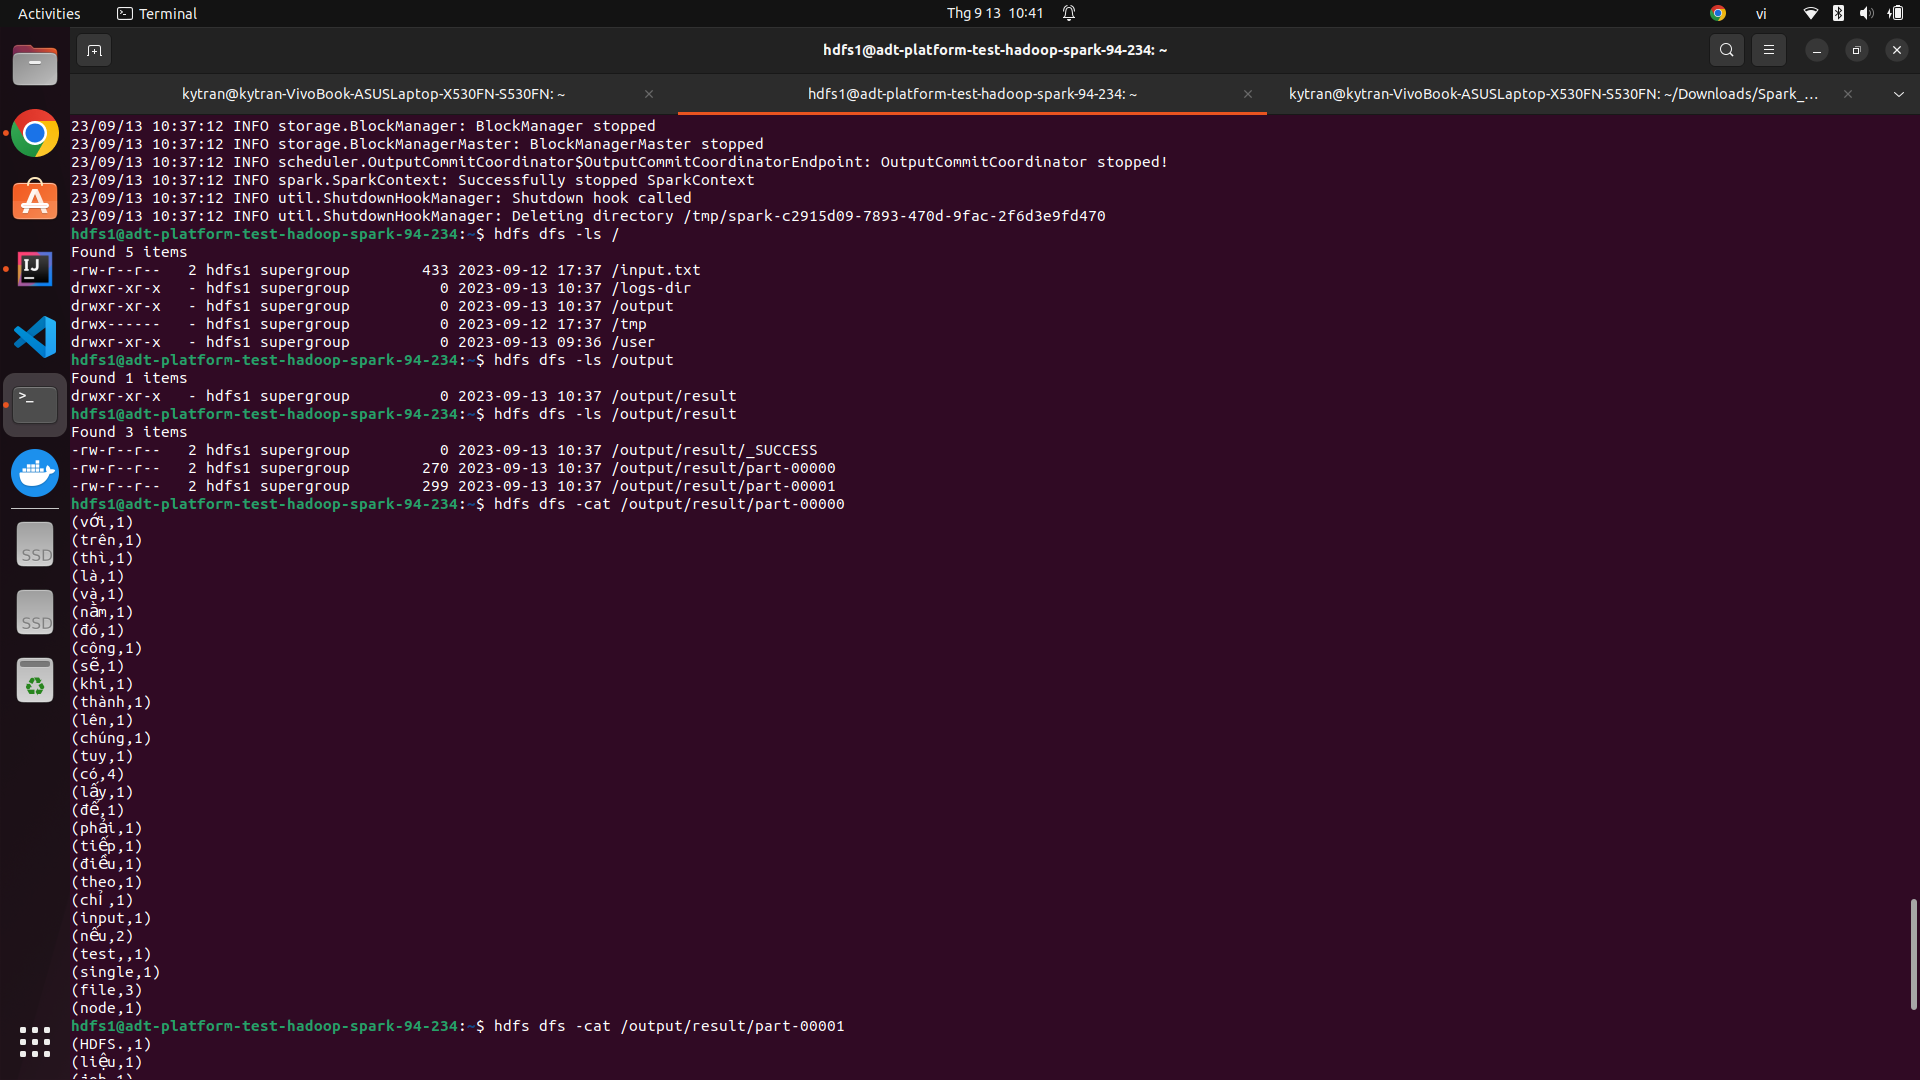 Activities
Terminal
Thg 9 13 10:41
vi
hdfs1@adt-platform-test-hadoop-spark-94-234: ~
kytran@kytran-VivoBook-ASUSLaptop-X530FN-S530FN: ~
hdfs1@adt-platform-test-hadoop-spark-94-234: ~
kytran@kytran-VivoBook-ASUSLaptop-X530FN-S530FN: ~/Downloads/Spark_...
23/09/13 10:37:12 INFO storage.BlockManager: BlockManager stopped
23/09/13 10:37:12 INFO storage.BlockManagerMaster: BlockManagerMaster stopped
23/09/13 10:37:12 INFO scheduler.OutputCommitCoordinator$OutputCommitCoordinatorEndpoint: OutputCommitCoordinator stopped!
23/09/13 10:37:12 INFO spark.SparkContext: Successfully stopped SparkContext
23/09/13 10:37:12 INFO util.ShutdownHookManager: Shutdown hook called
23/09/13 10:37:12 INFO util.ShutdownHookManager: Deleting directory /tmp/spark-c2915d09-7893-470d-9fac-2f6d3e9fd470
hdfs1@adt-platform-test-hadoop-spark-94-234:~$ hdfs dfs -ls /
Found 5 items
-rw-r--r--   2 hdfs1 supergroup        433 2023-09-12 17:37 /input.txt
drwxr-xr-x   - hdfs1 supergroup          0 2023-09-13 10:37 /logs-dir
drwxr-xr-x   - hdfs1 supergroup          0 2023-09-13 10:37 /output
drwx------   - hdfs1 supergroup          0 2023-09-12 17:37 /tmp
drwxr-xr-x   - hdfs1 supergroup          0 2023-09-13 09:36 /user
hdfs1@adt-platform-test-hadoop-spark-94-234:~$ hdfs dfs -ls /output
Found 1 items
drwxr-xr-x   - hdfs1 supergroup          0 2023-09-13 10:37 /output/result
hdfs1@adt-platform-test-hadoop-spark-94-234:~$ hdfs dfs -ls /output/result
Found 3 items
-rw-r--r--   2 hdfs1 supergroup          0 2023-09-13 10:37 /output/result/_SUCCESS
-rw-r--r--   2 hdfs1 supergroup        270 2023-09-13 10:37 /output/result/part-00000
-rw-r--r--   2 hdfs1 supergroup        299 2023-09-13 10:37 /output/result/part-00001
hdfs1@adt-platform-test-hadoop-spark-94-234:~$ hdfs dfs -cat /output/result/part-00000
(với,1)
(trên,1)
(thì,1)
(là,1)
(và,1)
(nằm,1)
(đó,1)
(công,1)
(sẽ,1)
(khi,1)
(thành,1)
(lên,1)
(chúng,1)
(tuy,1)
(có,4)
(lấy,1)
(để,1)
(phải,1)
(tiếp,1)
(điều,1)
(theo,1)
(chỉ,1)
(input,1)
(nếu,2)
(test,,1)
(single,1)
(file,3)
(node,1)
hdfs1@adt-platform-test-hadoop-spark-94-234:~$ hdfs dfs -cat /output/result/part-00001
(HDFS.,1)
(liệu,1)
IJ
SSD
SSD